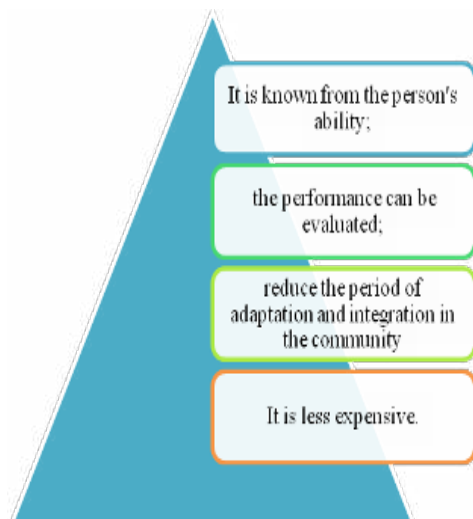 It is known from the person's
ability;
the performance can be
evaluated;
reduce the period of
adaptation and integration in
the community
It is less expensive.